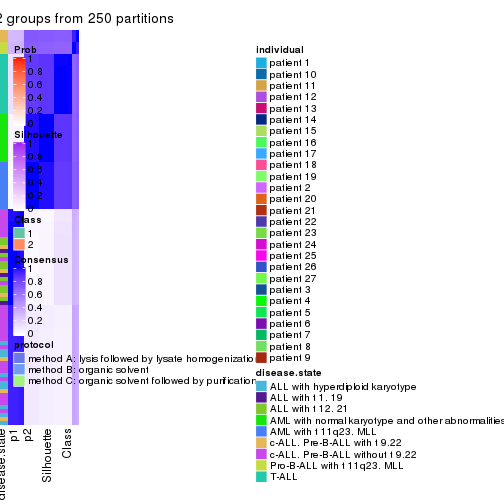 2 groups from 250 partitions
Prob
1
0.8
0.6
0.4
0.2
0
Silhouette
1
0.8
0.6
0.4
0.2
0
Class
1
2
Consensus
1
0.8
0.6
0.4
0.2
0
protocol
method A: lysis followed by lysate homogenizatio
method B: organic solvent
method C: organic solvent followed by purification
disease.state
p1
p2
Silhouette
Class
individual
patient 1
patient 10
patient 11
patient 12
patient 13
patient 14
patient 15
patient 16
patient 17
patient 18
patient 19
patient 2
patient 20
patient 21
patient 22
patient 23
patient 24
patient 25
patient 26
patient 27
patient 3
patient 4
patient 5
patient 6
patient 7
patient 8
patient 9
disease.state
ALL with hyperdiploid karyotype
ALL with t 1. 19
ALL with t 12. 21
AML with normal karyotype and other abnormalities
AML with t 11q23. MLL
c-ALL. Pre-B-ALL with t 9.22
c-ALL. Pre-B-ALL without t 9.22
Pro-B-ALL with t 11q23. MLL
T-ALL